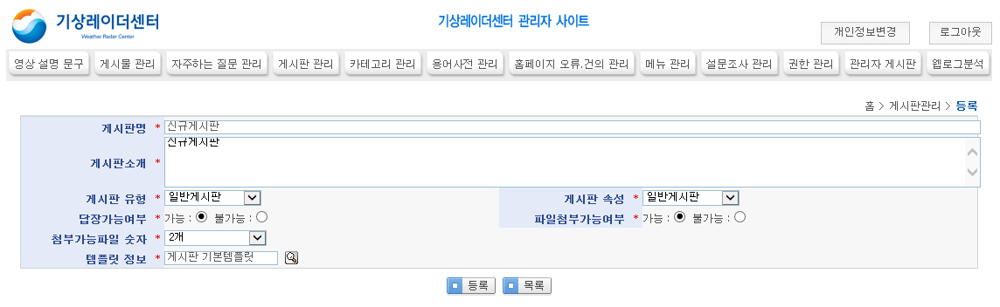 기상레이더센터
Weather Radar Center
기상레이더센터 관리자 사이트
개인정보변경 로그아웃
영상 설명 문구 게시물 관리 자주하는 질문 관리 게시판 관리 카테고리 관리 용어사전 관리 홈페이지 오류.건의 관리 메뉴 관리 설문조사 관리 권한 관리 관리자 게시판 웹로그분석
홈 > 게시판관리 > 등록
게시판명 * 신규게시판
게시판소개 * 신규게시판
게시판 유형 * 일반게시판 게시판 속성 * 일반게시판
답장가능여부 * 가능 : 불가능 : 파일첨부가능여부 * 가능 : 불가능 :
첨부가능파일 숫자 * 2개
템플릿 정보 * 게시판 기본템플릿
등록 목록